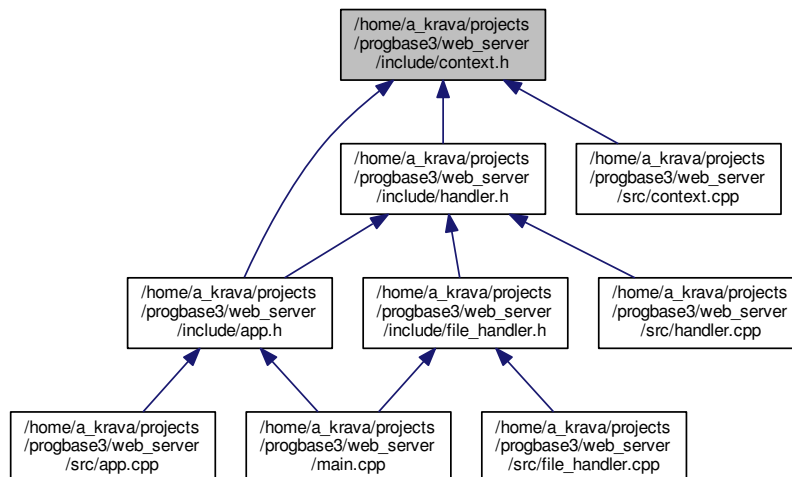 /home/a_krava/projects
/progbase3/web_server
/include/context.h
/home/a_krava/projects
/progbase3/web_server
/include/handler.h
/home/a_krava/projects
/progbase3/web_server
src/context.cpp
/home/a_krava/projects
/progbase3/web_server
/include/app.h
/home/a_krava/projects
/progbase3/web_server
/include/file_handler.h
/home/a_krava/projects
/progbase3/web_server
/src/handler.cpp
/home/a_krava/projects
/progbase3/web_server
/src/app.cpp
/home/a_krava/projects
/progbase3/web_server
/main.cpp
/home/a_krava/projects
/progbase3/web_server
/src/file_handler.cpp